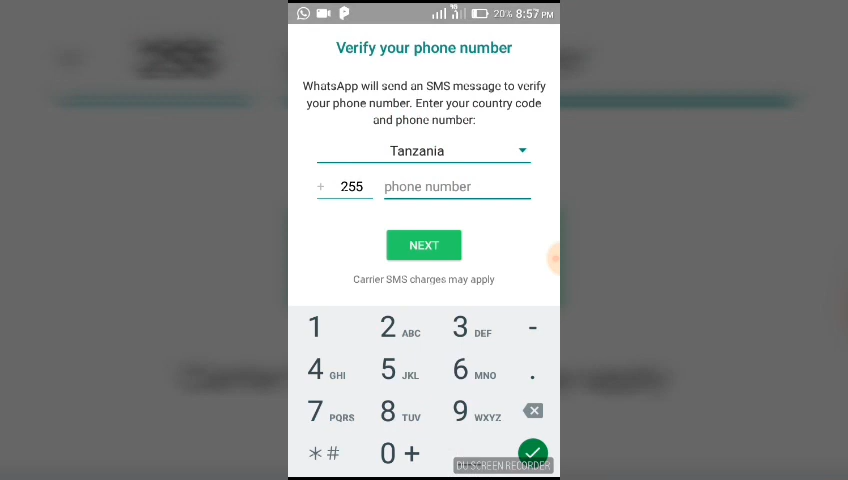 20% 8:57 PM
Verify your phone number
WhatsApp will send an SMS message to verify
your phone number. Enter your country code
and phone number:
Tanzania
+ 255 phone number
NEXT
Carrier SMS charges may apply
1 2 ABC 3 DEF -
4 GHI 5 JKL 6 MNO .
7 PQRS 8 TUV 9 WXYZ
*# 0 +
DU SCREEN RECORDER